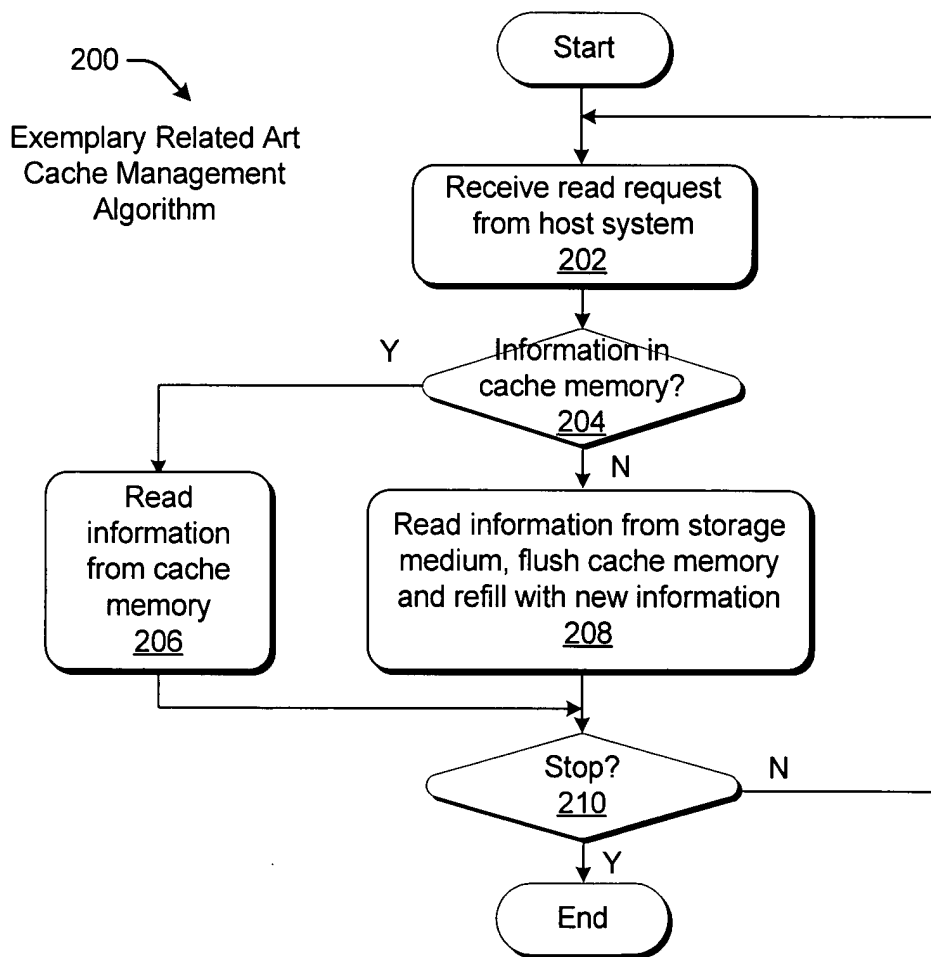 Start
200
Exemplary Related Art
Cache Management
Algorithm
Receive read request
from host system
202
Y
Information in
cache memory?
204
N
Read
information
from cache
memory
206
Read information from storage
medium, flush cache memory
and refill with new information
208
Stop?
210
N
Y
End